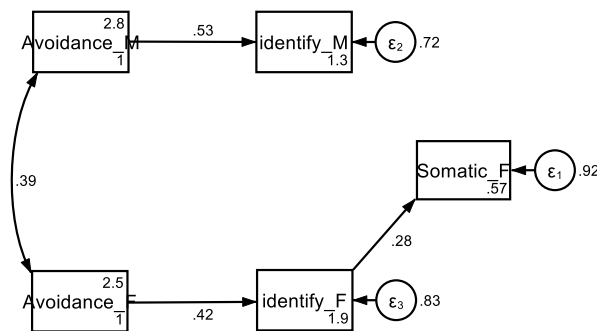 2.8
Avoidance_M
1
.53
identify_M
1.3
ε2
.72
.39
Somatic_F
.57
ε1
.92
.28
2.5
Avoidance_F
1
.42
identify_F
1.9
ε3
.83